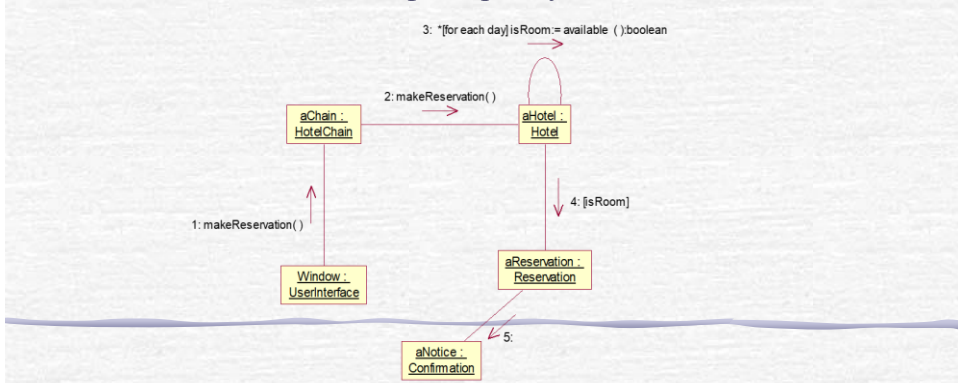 3: *[for each day] isRoom:= available ( ):boolean
2: makeReservation( )
aChain :
HotelChain
aHotel :
Hotel
4: [isRoom]
1: makeReservation( )
aReservation :
Reservation
Window :
UserInterface
5:
aNotice :
Confirmation